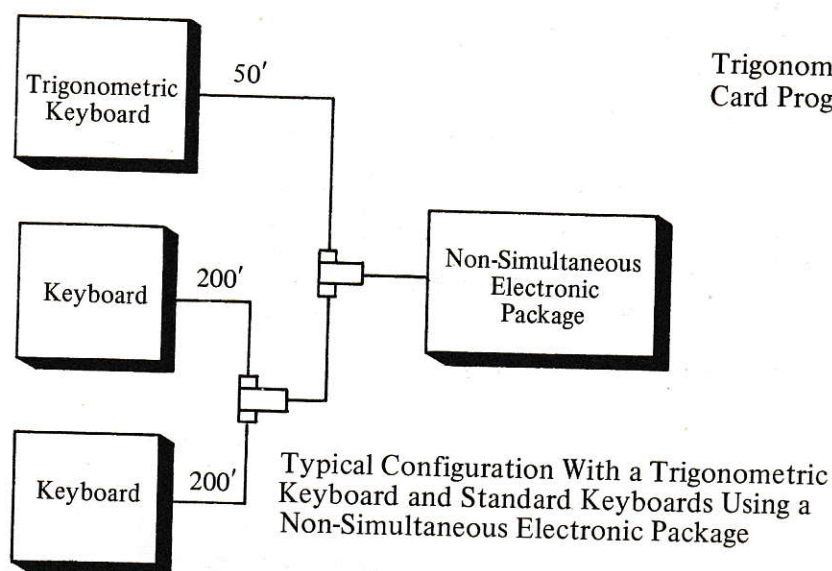 Trigonometric
Keyboard
50'
Card
Keyboard
200'
Non-Simultaneous
Electronic
Package
Keyboard
200'
Typical Configuration With a Trigonometric
Keyboard and Standard Keyboards Using a
Non-Simultaneous Electronic Package